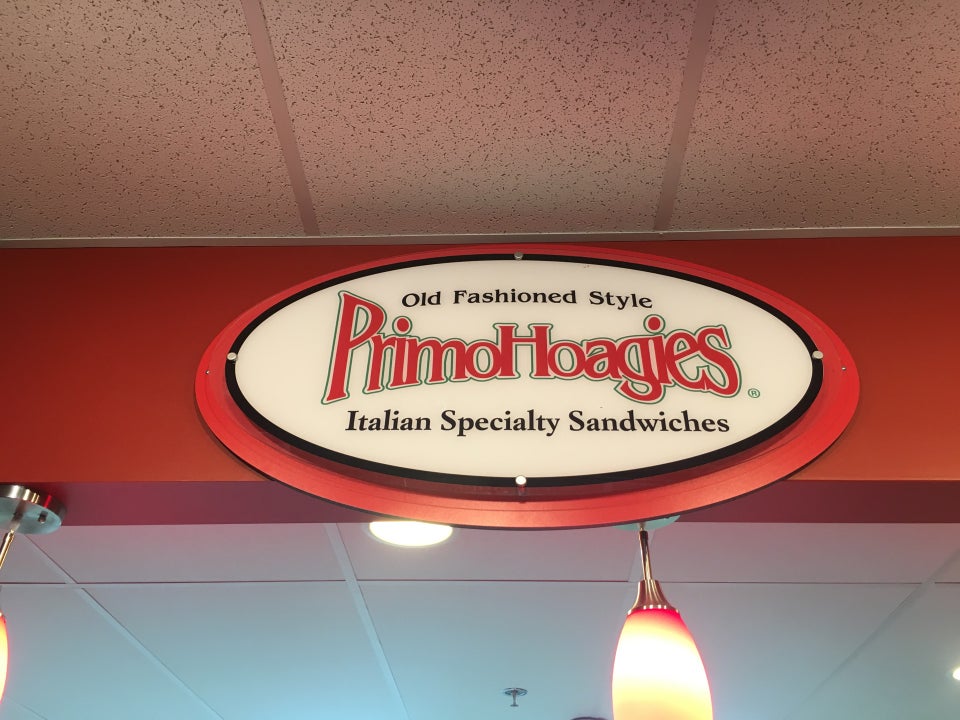 Old Fashioned Style
PrimoHoagies®
Italian Specialty Sandwiches